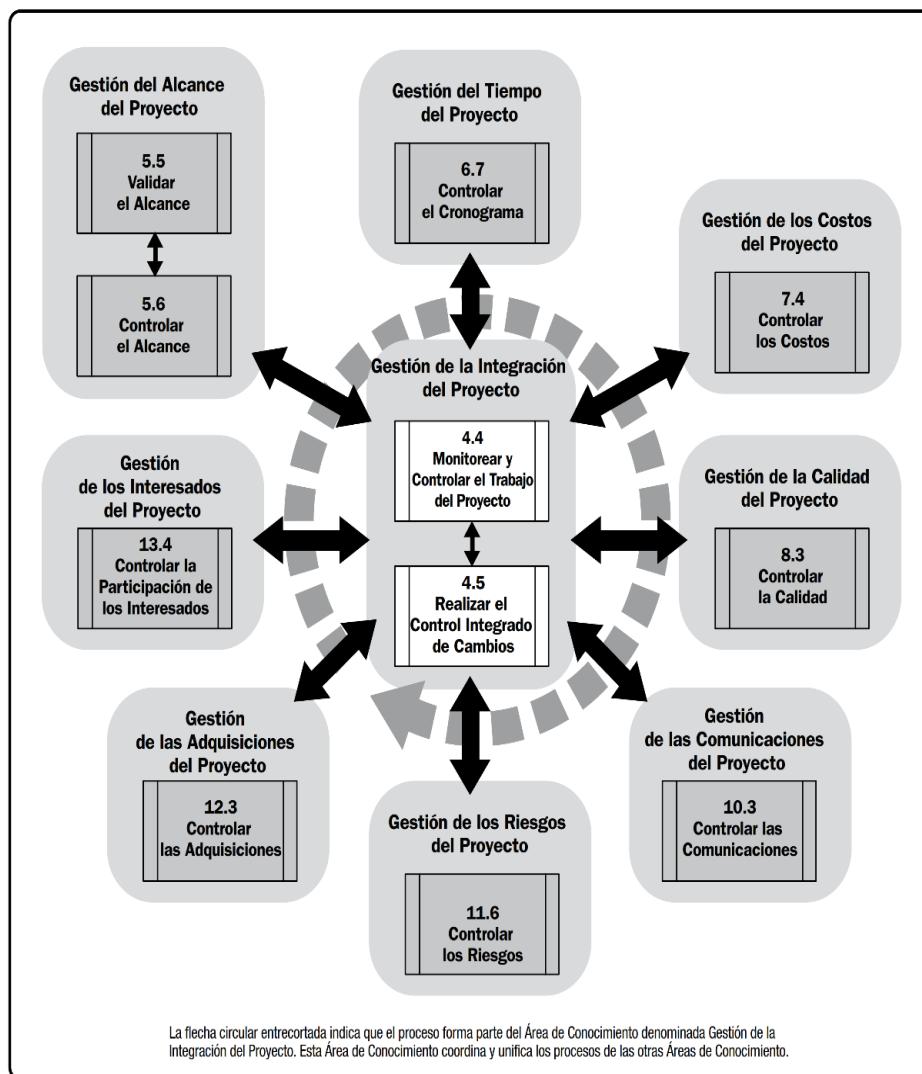 Gestión del Alcance
del Proyecto
5.5
Validar
el Alcance
5.6
Controlar
el Alcance
Gestión del Tiempo
del Proyecto
6.7
Controlar
el Cronograma
Gestión de los Costos
del Proyecto
7.4
Controlar
los Costos
Gestión de la Integración
del Proyecto
4.4
Monitorear y
Controlar el Trabajo
del Proyecto
4.5
Realizar el
Control Integrado
de Cambios
Gestión
de los Interesados
del Proyecto
13.4
Controlar la
Participación de
los Interesados
Gestión de la Calidad
del Proyecto
8.3
Controlar
la Calidad
Gestión
de las Adquisiciones
del Proyecto
12.3
Controlar
las Adquisiciones
Gestión de los Riesgos
del Proyecto
11.6
Controlar
los Riesgos
Gestión
de las Comunicaciones
del Proyecto
10.3
Controlar las
Comunicaciones
La flecha circular entrecortada indica que el proceso forma parte del Área de Conocimiento denominada Gestión de la
Integración del Proyecto. Esta Área de Conocimiento coordina y unifica los procesos de las otras Áreas de Conocimiento.